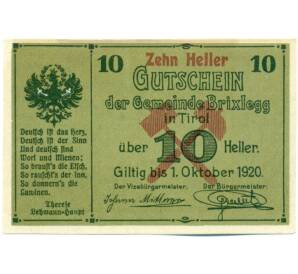 10 Zehn Heller 10
GUTSCHEIN
der Gemeinde Brixlegg
in Tirol
über 10 Heller.
Giltig bis 1. Oktober 1920.
Der Vizebürgermeister: Der Bürgermeister:
Deutsch ist das Herz,
Deutsch ist der Sinn
Und deutsch sind
Wort und Mienen:
So braust's die Elsch,
So rauscht's der Inn,
So donnern's die
Lawinen.
Therese
Lehmann-Haupt